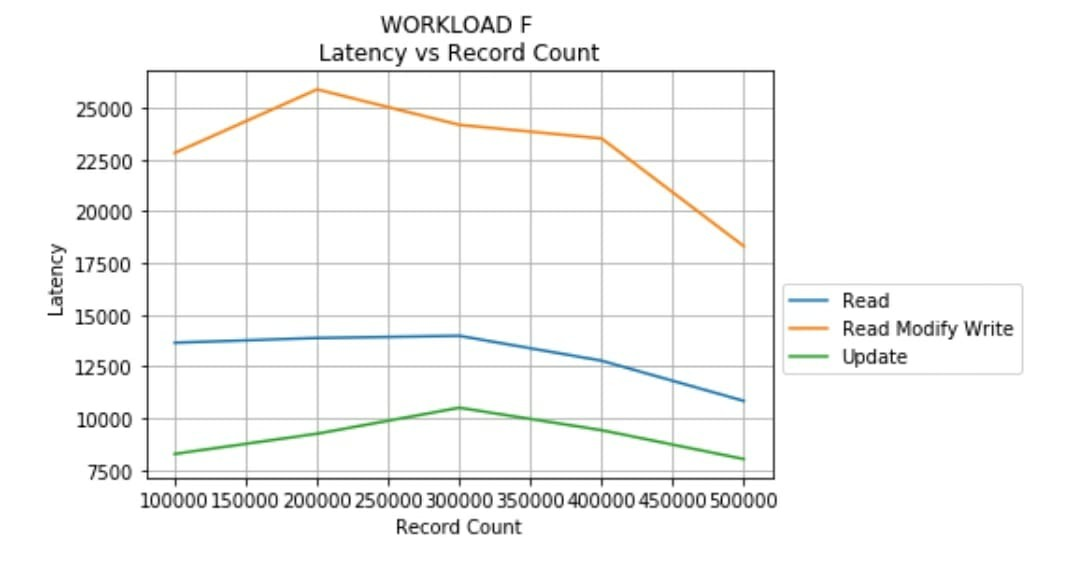 WORKLOAD F
Latency vs Record Count
25000
22500
20000
17500
15000
12500
10000
7500
Latency
100000 150000 200000 250000 300000 350000 400000 450000 500000
Record Count
Read
Read Modify Write
Update